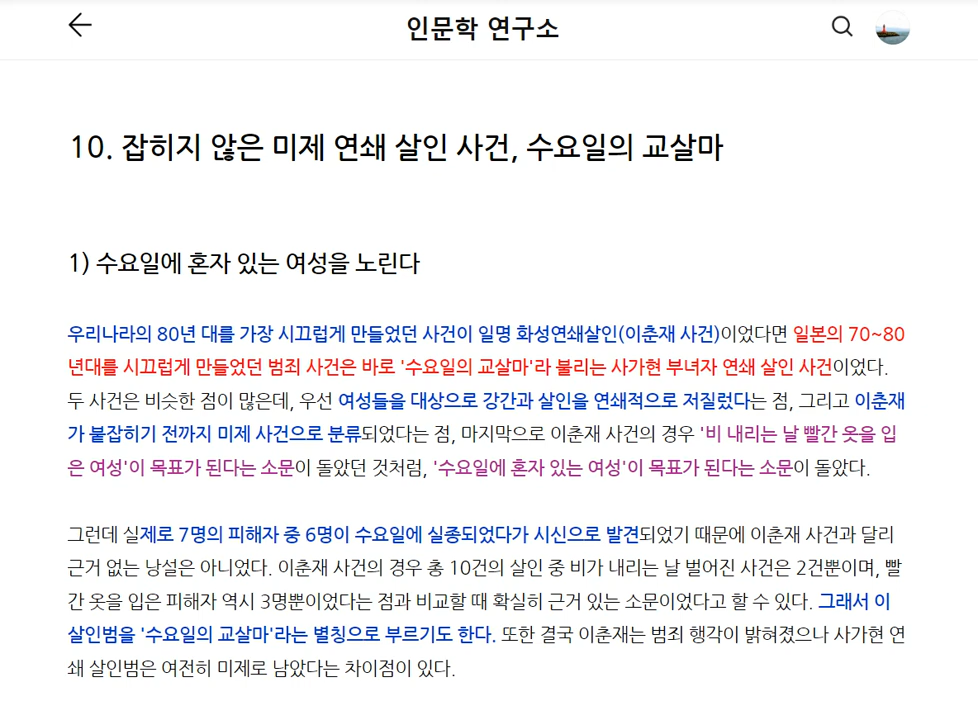 인문학 연구소
10. 잡히지 않은 미제 연쇄 살인 사건, 수요일의 교살마
1) 수요일에 혼자 있는 여성을 노린다
우리나라의 80년 대를 가장 시끄럽게 만들었던 사건이 일명 화성연쇄살인(이춘재 사건)이었다면 일본의 70~80
년대를 시끄럽게 만들었던 범죄 사건은 바로 '수요일의 교살마'라 불리는 사가현 부녀자 연쇄 살인 사건이었다.
두 사건은 비슷한 점이 많은데, 우선 여성들을 대상으로 강간과 살인을 연쇄적으로 저질렀다는 점, 그리고 이춘재
가 붙잡히기 전까지 미제 사건으로 분류되었다는 점, 마지막으로 이춘재 사건의 경우 '비 내리는 날 빨간 옷을 입
은 여성'이 목표가 된다는 소문이 돌았던 것처럼, '수요일에 혼자 있는 여성'이 목표가 된다는 소문이 돌았다.
그런데 실제로 7명의 피해자 중 6명이 수요일에 실종되었다가 시신으로 발견되었기 때문에 이춘재 사건과 달리
근거 없는 낭설은 아니었다. 이춘재 사건의 경우 총 10건의 살인 중 비가 내리는 날 벌어진 사건은 2건뿐이며, 빨
간 옷을 입은 피해자 역시 3명뿐이었다는 점과 비교할 때 확실히 근거 있는 소문이었다고 할 수 있다. 그래서 이
살인범을 '수요일의 교살마'라는 별칭으로 부르기도 한다. 또한 결국 이춘재는 범죄 행각이 밝혀졌으나 사가현 연
쇄 살인범은 여전히 미제로 남았다는 차이점이 있다.